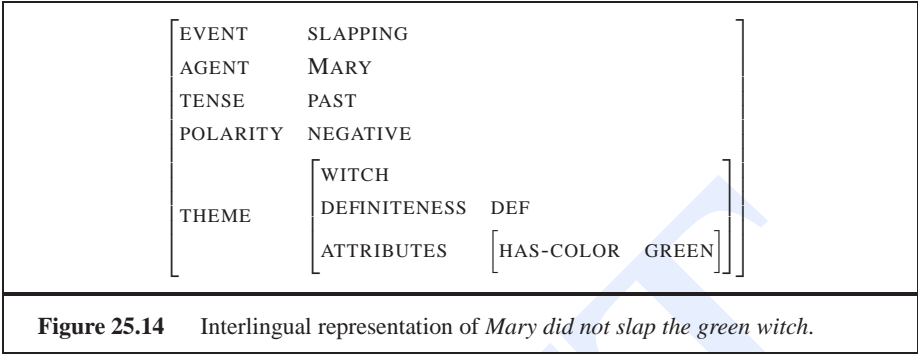 EVENT SLAPPING
AGENT MARY
TENSE PAST
POLARITY NEGATIVE
WITCH
THEME DEFINITENESS DEF
ATTRIBUTES HAS-COLOR GREEN
Figure 25.14 Interlingual representation of Mary did not slap the green witch.